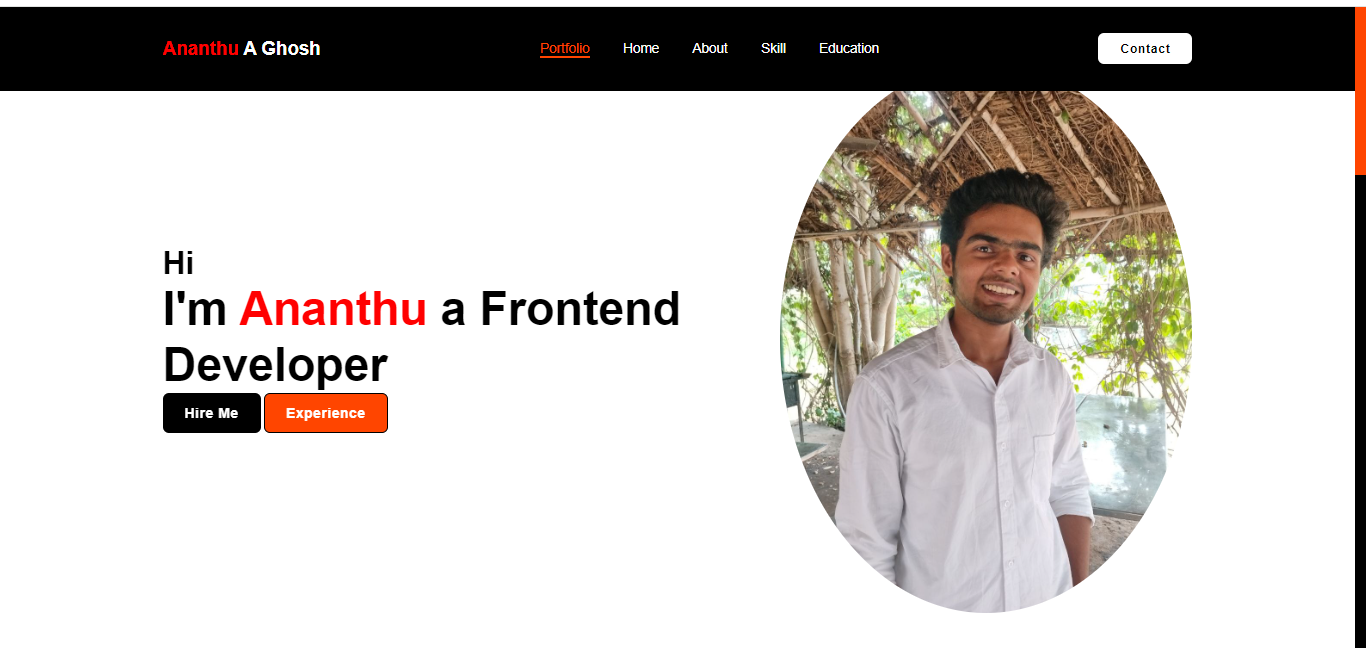 Ananthu A Ghosh
Portfolio
Home
About
Skill
Education
Contact
Hi
I'm Ananthu a Frontend
Developer
Hire Me
Experience